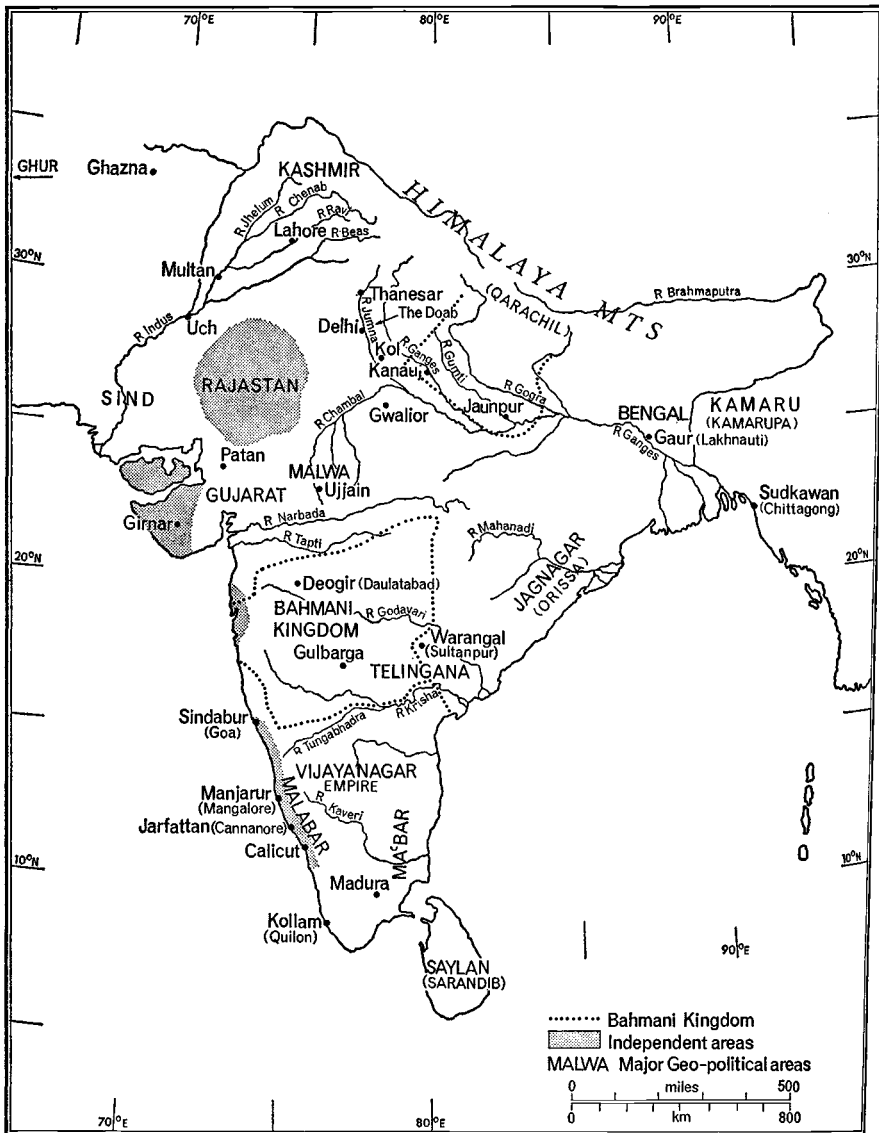 70°E
80°E
90°E
GHUR
Ghazna
KASHMIR
R Jhelum
R Chenab
R Ravi
Lahore
R Beas
HIMALAYA MTS
30°N
30°N
Multan
(QARACHIL)
R Brahmaputra
Thanesar
R Indus
Uch
R Jumna
The Doab
Delhi
Kol
R Ganges
R Gumti
Kanauj
RAJASTAN
SIND
R Gogra
R Chambal
Gwalior
Jaunpur
BENGAL
KAMARU
(KAMARUPA)
Gaur (Lakhnauti)
R Ganges
Patan
MALWA
Ujjain
GUJARAT
Sudkawan
(Chittagong)
Girnar
R Narbada
R Mahanadi
R Tapti
20°N
20°N
JAGNAGAR
(ORISSA)
Deogir (Daulatabad)
BAHMANI
KINGDOM
R Godavari
Warangal
(Sultanpur)
Gulbarga
TELINGANA
R Krisha
Sindabur
(Goa)
R Tungabhadra
VIJAYANAGAR
EMPIRE
Manjarur
(Mangalore)
MALABAR
R Kaveri
Jarfattan (Cannanore)
MAʿBAR
Calicut
10°N
10°N
Madura
Kollam
(Quilon)
90°E
SAYLAN
(SARANDIB)
Bahmani Kingdom
Independent areas
MALWA Major Geo-political areas
0 miles 500
0 km 800
70°E
80°E